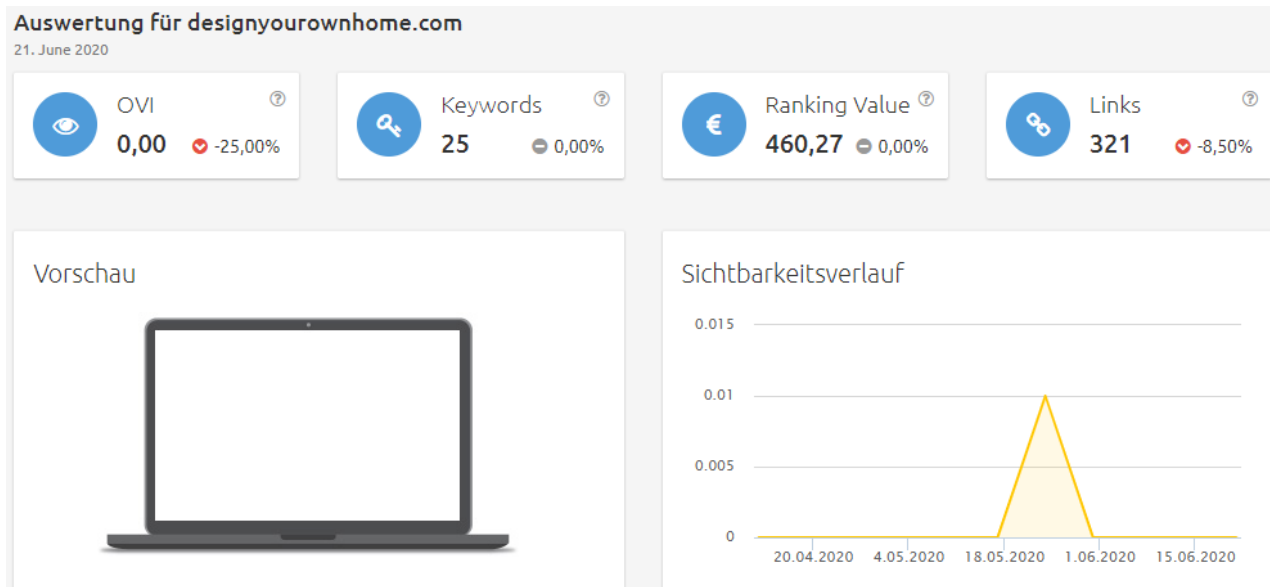 Auswertung für designyourownhome.com
21. June 2020
OVI
0,00 -25,00%
Keywords
25 0,00%
Ranking Value
460,27 0,00%
Links
321 -8,50%
Vorschau
Sichtbarkeitsverlauf
0.015
0.01
0.005
0
20.04.2020 4.05.2020 18.05.2020 1.06.2020 15.06.2020